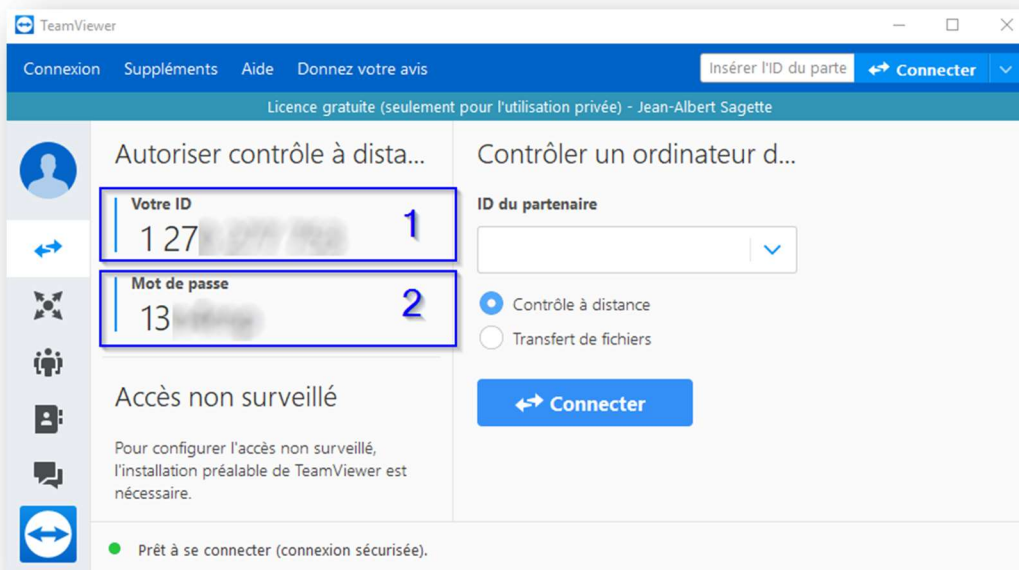 TeamViewer
Connexion Suppléments Aide Donnez votre avis Insérer l'ID du parte Connecter
Licence gratuite (seulement pour l'utilisation privée) - Jean-Albert Sagette
Autoriser contrôle à dista...
Votre ID
1 27
1
Mot de passe
13
2
Accès non surveillé
Pour configurer l'accès non surveillé,
l'installation préalable de TeamViewer est
nécessaire.
Contrôler un ordinateur d...
ID du partenaire
Contrôle à distance
Transfert de fichiers
Connecter
Prêt à se connecter (connexion sécurisée).